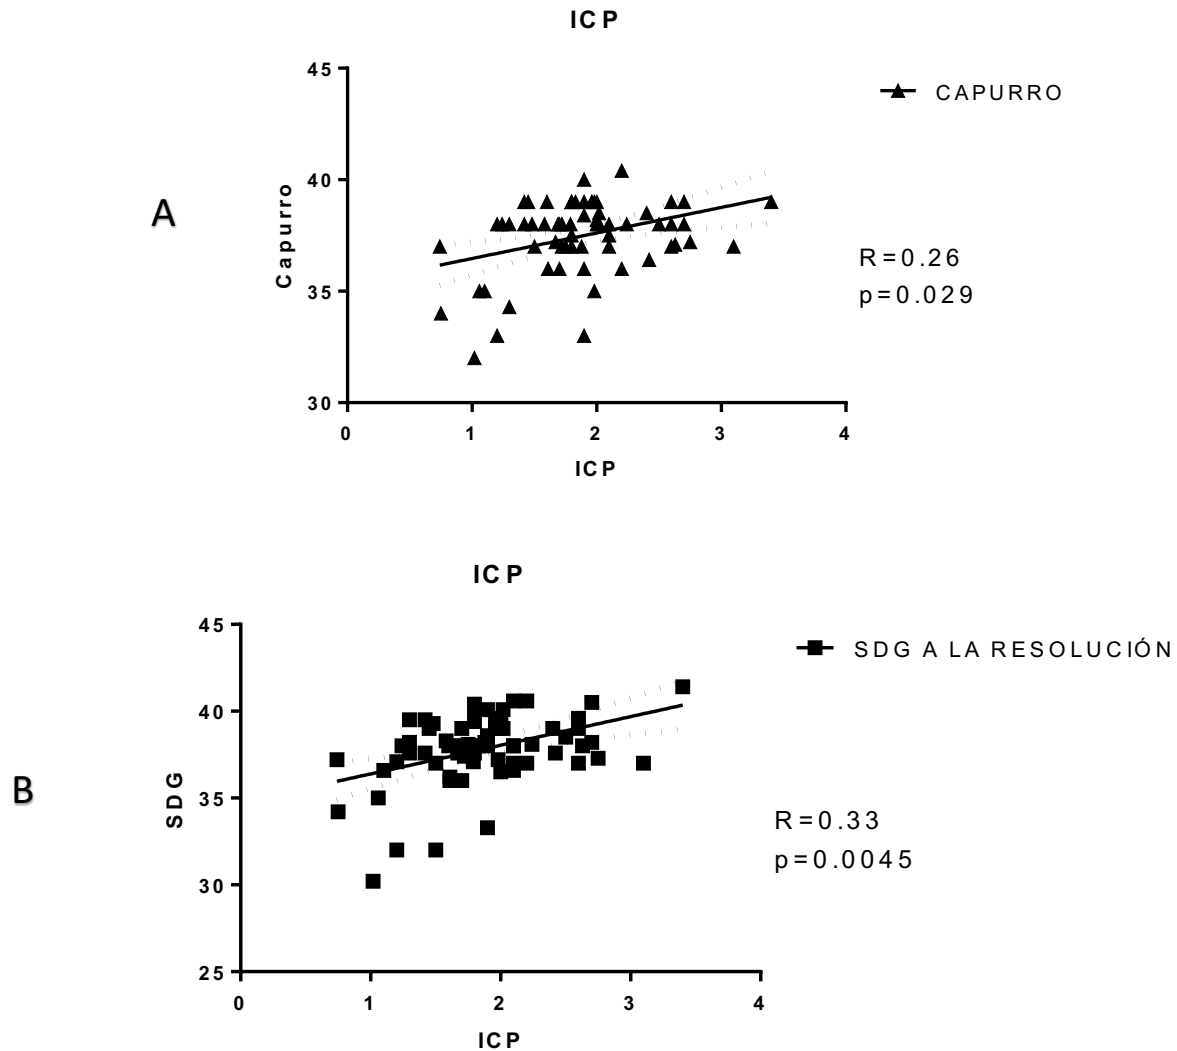 ICP
45
CAPURRO
40
A
Capurro
R=0.26
p=0.029
35
30
0 1 2 3 4
ICP
ICP
45
SDG A LA RESOLUCIÓN
40
B
SDG
35
R=0.33
p=0.0045
30
25
0 1 2 3 4
ICP